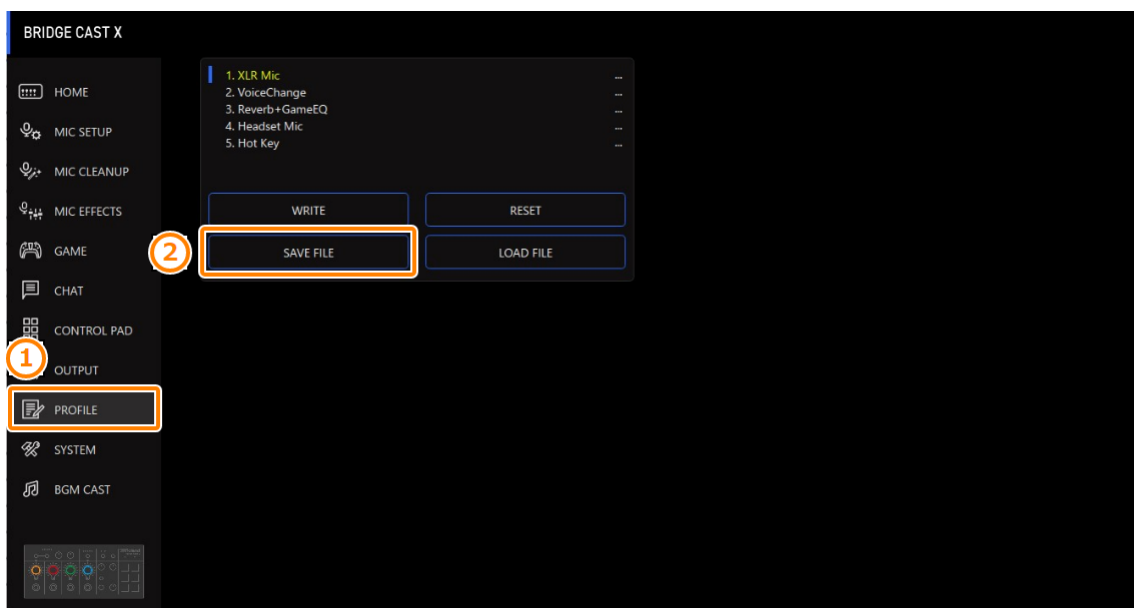 BRIDGE CAST X
HOME
MIC SETUP
MIC CLEANUP
MIC EFFECTS
GAME
CHAT
CONTROL PAD
1
OUTPUT
PROFILE
SYSTEM
BGM CAST
1. XLR Mic ...
2. VoiceChange ...
3. Reverb+GameEQ ...
4. Headset Mic ...
5. Hot Key ...
WRITE RESET
2 SAVE FILE LOAD FILE